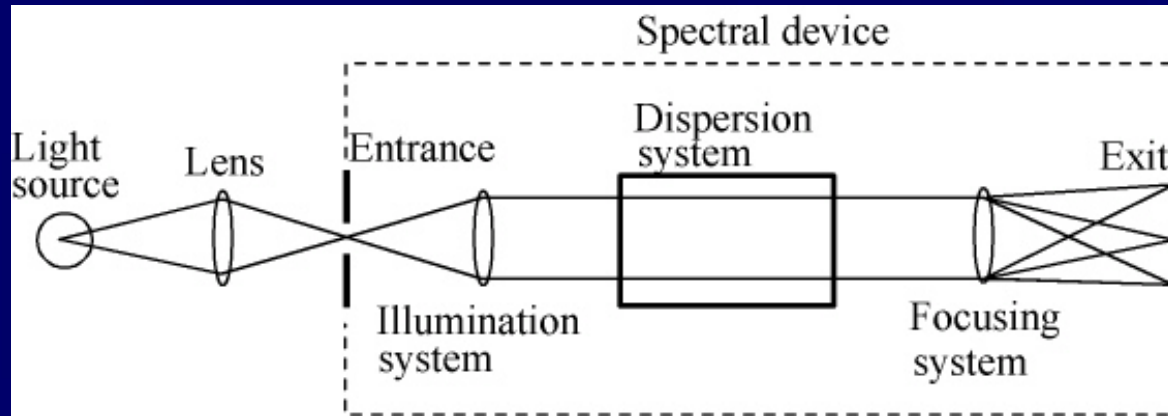 Spectral device
Light
source
Lens
Entrance
Dispersion
system
Exit
Illumination
system
Focusing
system